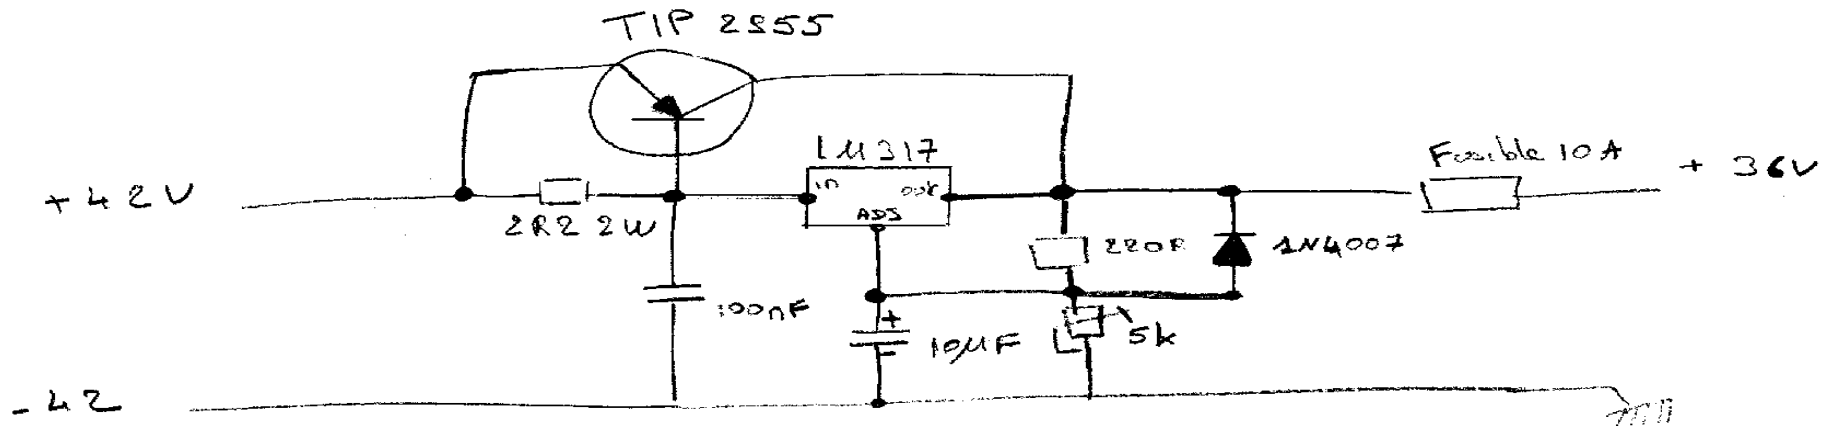 TIP 2955
LM317
in
out
ADJ
Fusible 10A
+ 36V
+42V
2R2 2W
220R
1N4007
100nF
10µF
5k
-42